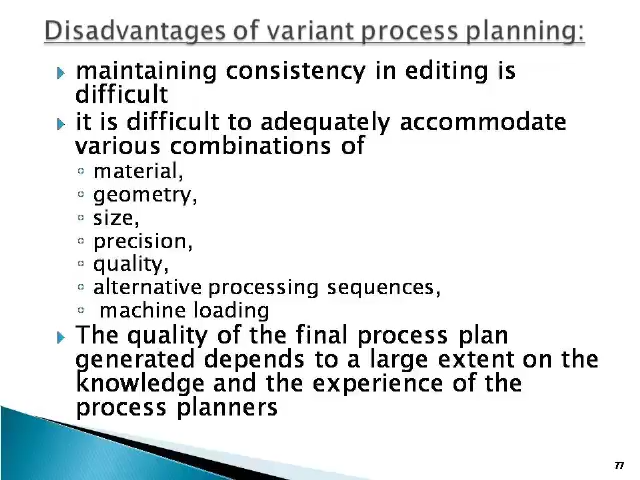 Disadvantages of variant process planning:
maintaining consistency in editing is
difficult
it is difficult to adequately accommodate
various combinations of
material,
geometry,
size,
precision,
quality,
alternative processing sequences,
machine loading
The quality of the final process plan
generated depends to a large extent on the
knowledge and the experience of the
process planners
77